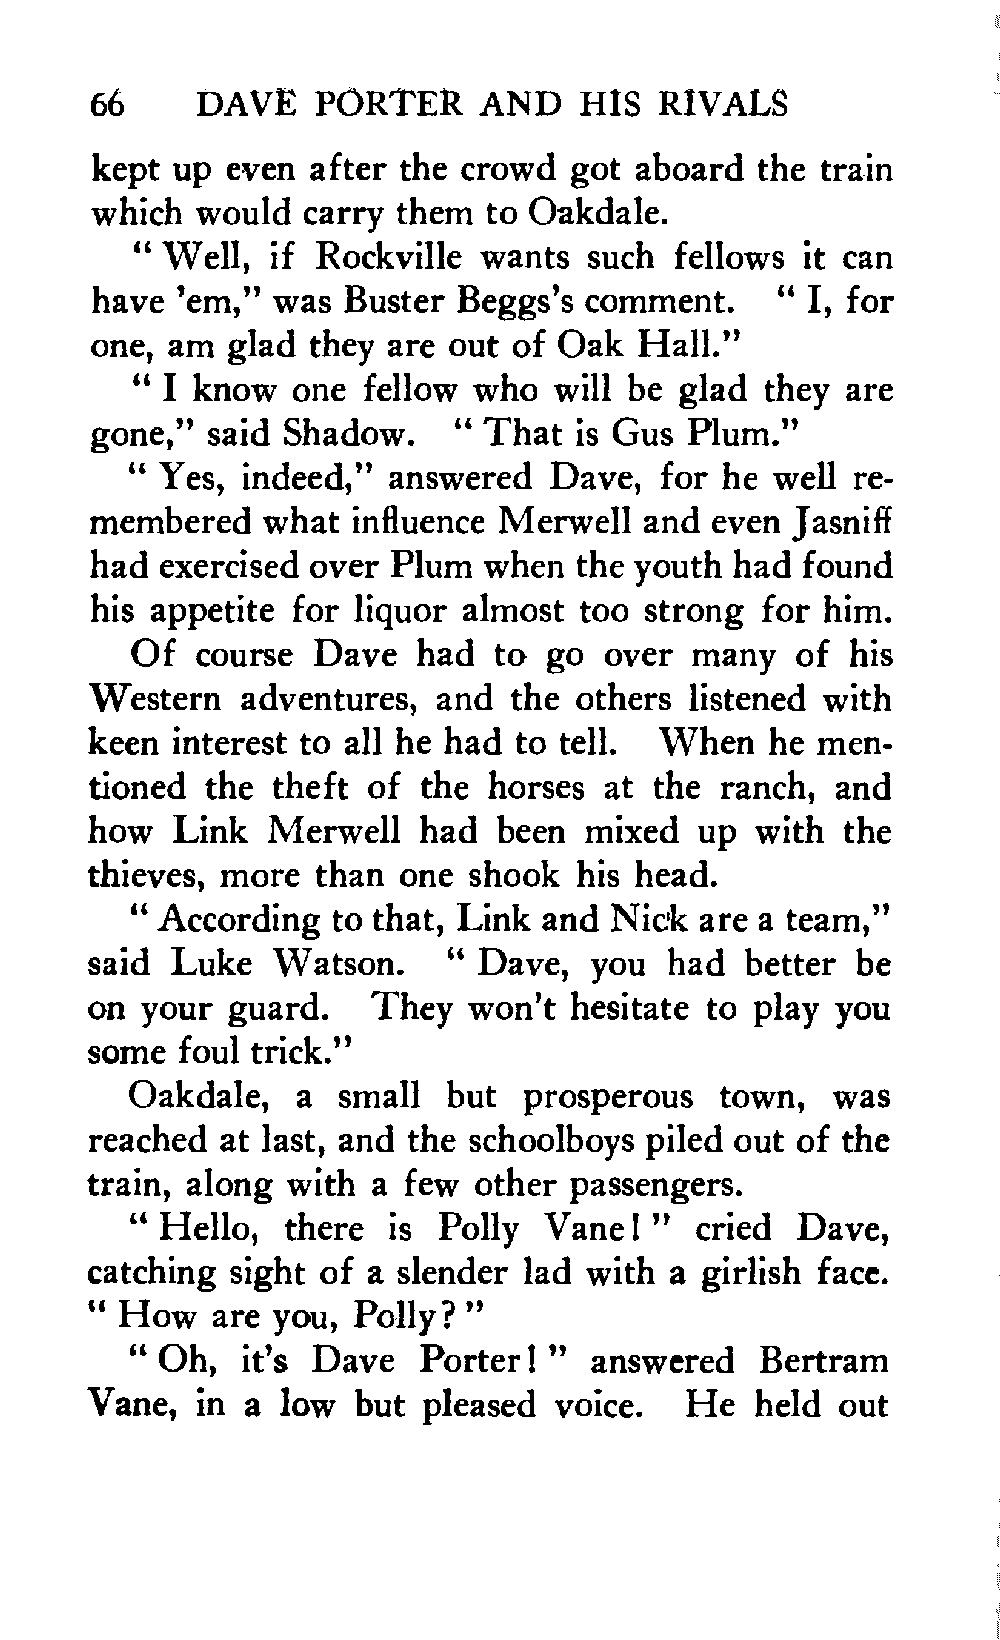 66 DAVE PORTER AND HIS RIVALS
kept up even after the crowd got aboard the train
which would carry them to Oakdale.
" Well, if Rockville wants such fellows it can
have 'em," was Buster Beggs's comment. " I, for
one, am glad they are out of Oak Hall."
" I know one fellow who will be glad they are
gone," said Shadow. " That is Gus Plum."
" Yes, indeed," answered Dave, for he well re-
membered what influence Merwell and even Jasniff
had exercised over Plum when the youth had found
his appetite for liquor almost too strong for him.
Of course Dave had to go over many of his
Western adventures, and the others listened with
keen interest to all he had to tell. When he men-
tioned the theft of the horses at the ranch, and
how Link Merwell had been mixed up with the
thieves, more than one shook his head.
" According to that, Link and Nick are a team,"
said Luke Watson. " Dave, you had better be
on your guard. They won't hesitate to play you
some foul trick."
Oakdale, a small but prosperous town, was
reached at last, and the schoolboys piled out of the
train, along with a few other passengers.
" Hello, there is Polly Vane! " cried Dave,
catching sight of a slender lad with a girlish face.
" How are you, Polly? "
" Oh, it's Dave Porter! " answered Bertram
Vane, in a low but pleased voice. He held out